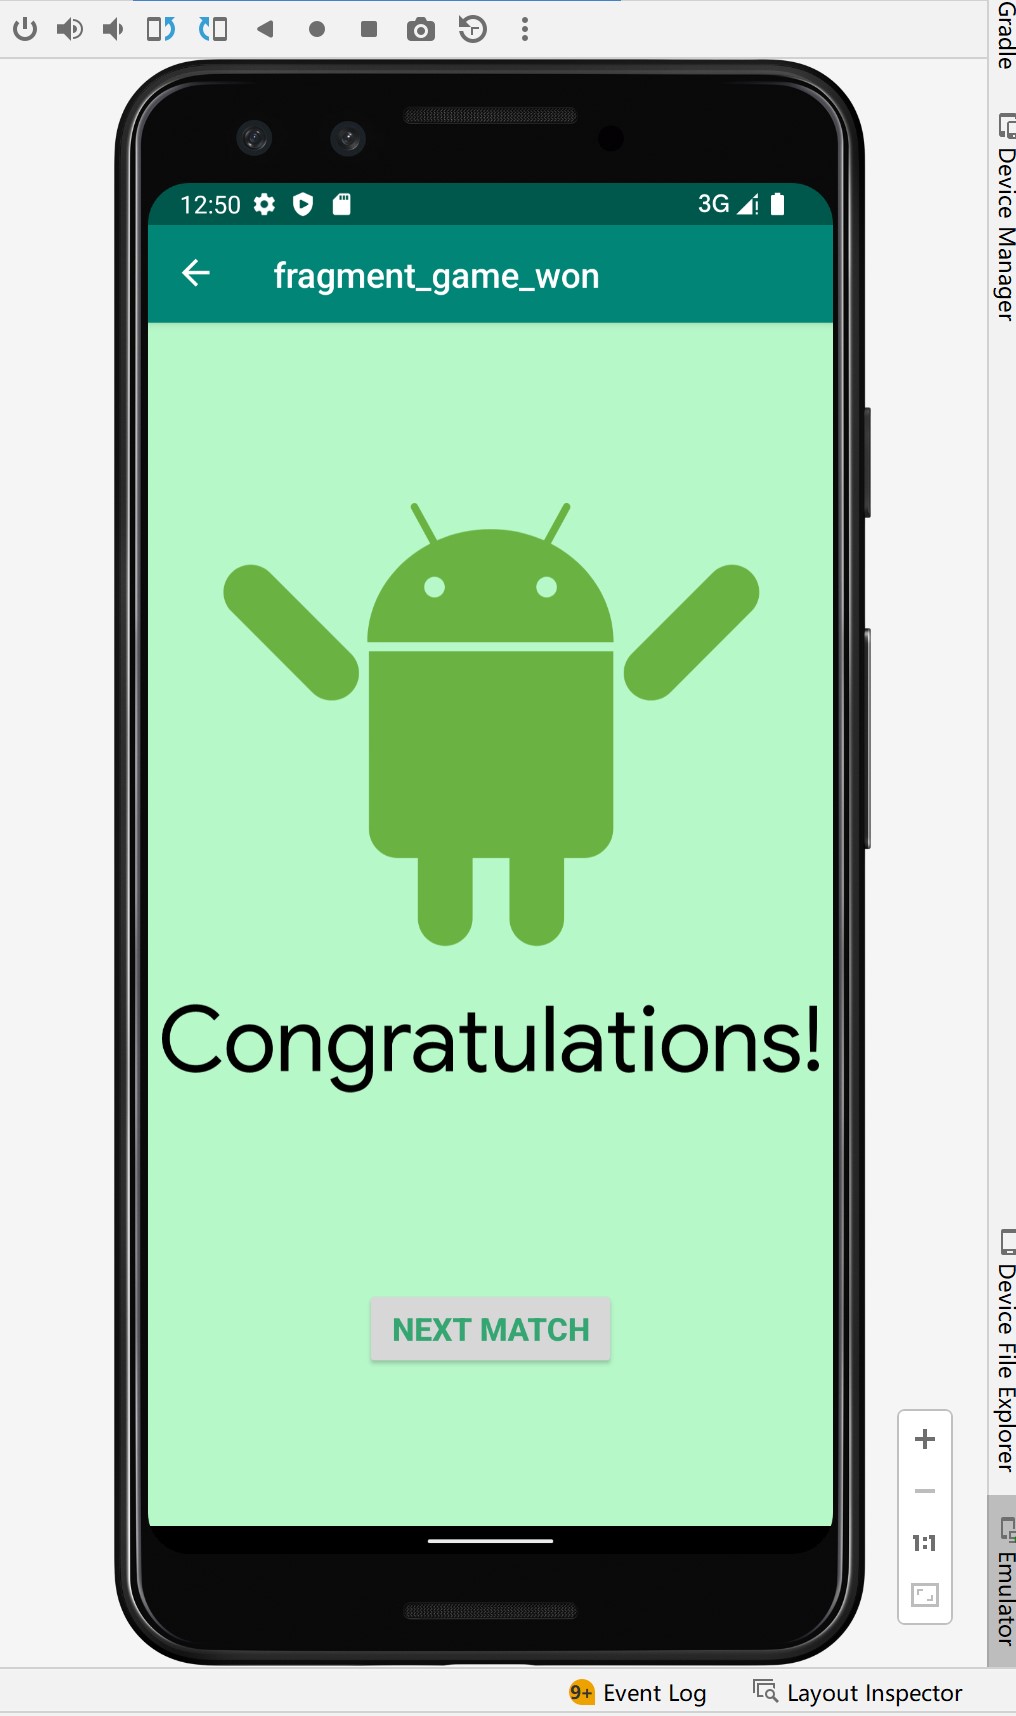 Gradle
Device Manager
12:50
3G
fragment_game_won
Congratulations!
NEXT MATCH
Device File Explorer
1:1
Emulator
9+ Event Log
Layout Inspector